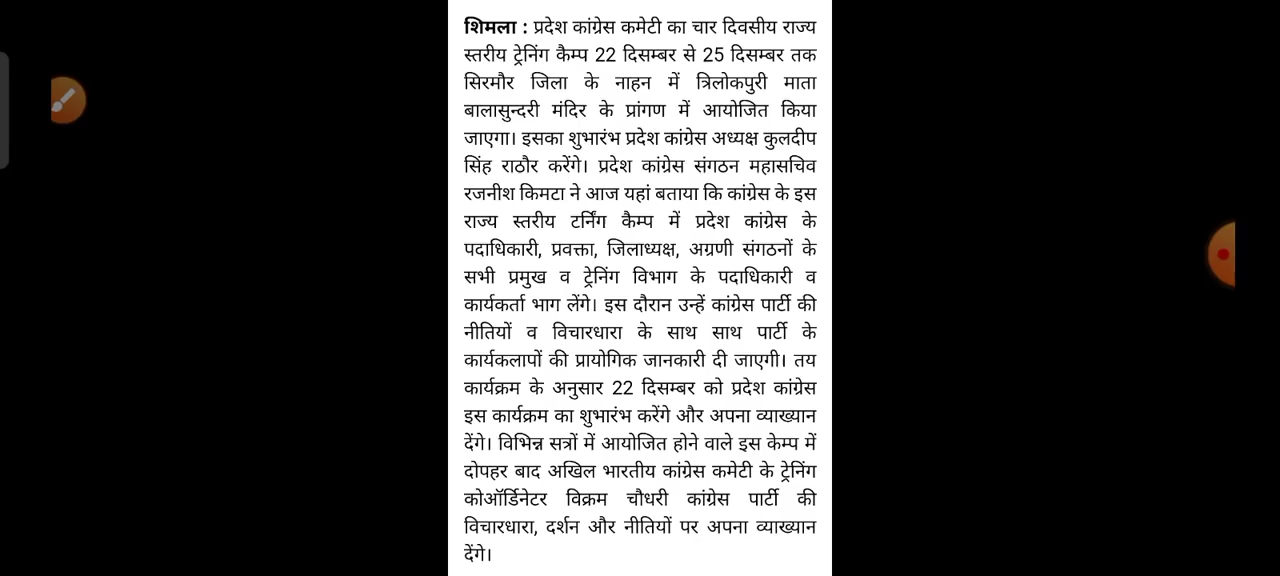 शिमला : प्रदेश कांग्रेस कमेटी का चार दिवसीय राज्य
स्तरीय ट्रेनिंग कैम्प 22 दिसम्बर से 25 दिसम्बर तक
सिरमौर जिला के नाहन में त्रिलोकपुरी माता
बालासुन्दरी मंदिर के प्रांगण में आयोजित किया
जाएगा। इसका शुभारंभ प्रदेश कांग्रेस अध्यक्ष कुलदीप
सिंह राठौर करेंगे। प्रदेश कांग्रेस संगठन महासचिव
रजनीश किमटा ने आज यहां बताया कि कांग्रेस के इस
राज्य स्तरीय टर्निंग कैम्प में प्रदेश कांग्रेस के
पदाधिकारी, प्रवक्ता, जिलाध्यक्ष, अग्रणी संगठनों के
सभी प्रमुख व ट्रेनिंग विभाग के पदाधिकारी व
कार्यकर्ता भाग लेंगे। इस दौरान उन्हें कांग्रेस पार्टी की
नीतियों व विचारधारा के साथ साथ पार्टी के
कार्यकलापों की प्रायोगिक जानकारी दी जाएगी। तय
कार्यक्रम के अनुसार 22 दिसम्बर को प्रदेश कांग्रेस
इस कार्यक्रम का शुभारंभ करेंगे और अपना व्याख्यान
देंगे। विभिन्न सत्रों में आयोजित होने वाले इस केम्प में
दोपहर बाद अखिल भारतीय कांग्रेस कमेटी के ट्रेनिंग
कोऑर्डिनेटर विक्रम चौधरी कांग्रेस पार्टी की
विचारधारा, दर्शन और नीतियों पर अपना व्याख्यान
देंगे।